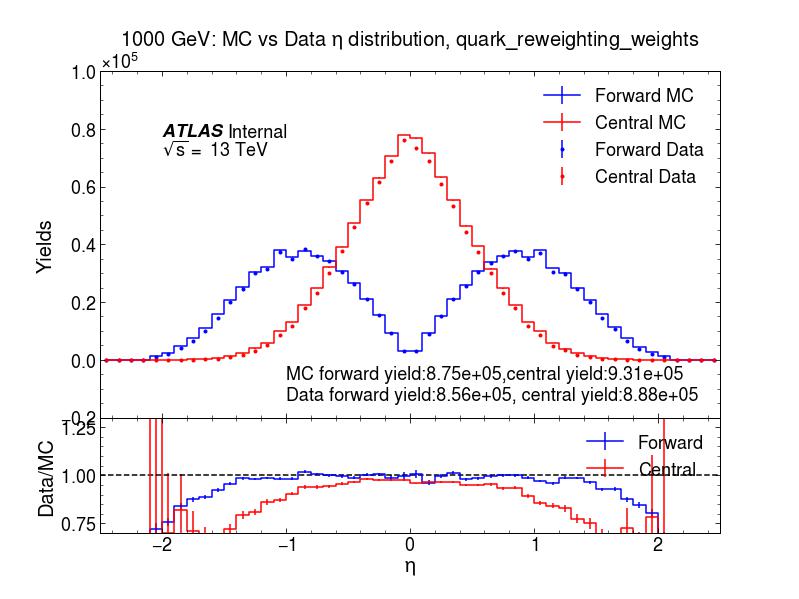 1000 GeV: MC vs Data η distribution, quark_reweighting_weights
×10⁵
1.0
0.8
0.6
0.4
0.2
0.0
0.2
Yields
ATLAS Internal
√s = 13 TeV
Forward MC
Central MC
Forward Data
Central Data
MC forward yield:8.75e+05,central yield:9.31e+05
Data forward yield:8.56e+05, central yield:8.88e+05
1.25
1.00
0.75
Data/MC
Forward
Central
−2 −1 0 1 2
η